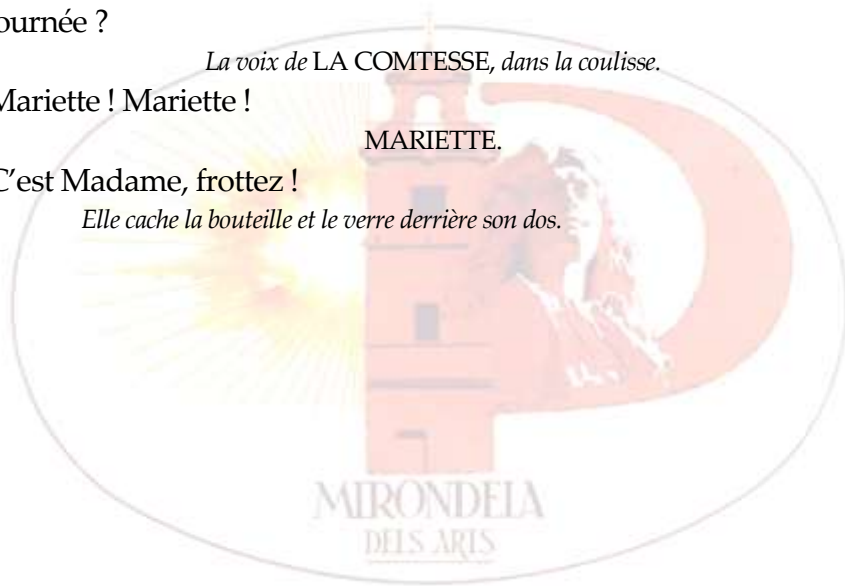 ournée ?
La voix de LA COMTESSE, dans la coulisse.
Mariette ! Mariette !
MARIETTE.
C’est Madame, frottez !
Elle cache la bouteille et le verre derrière son dos.
MIRONDELA
DELS ARTS